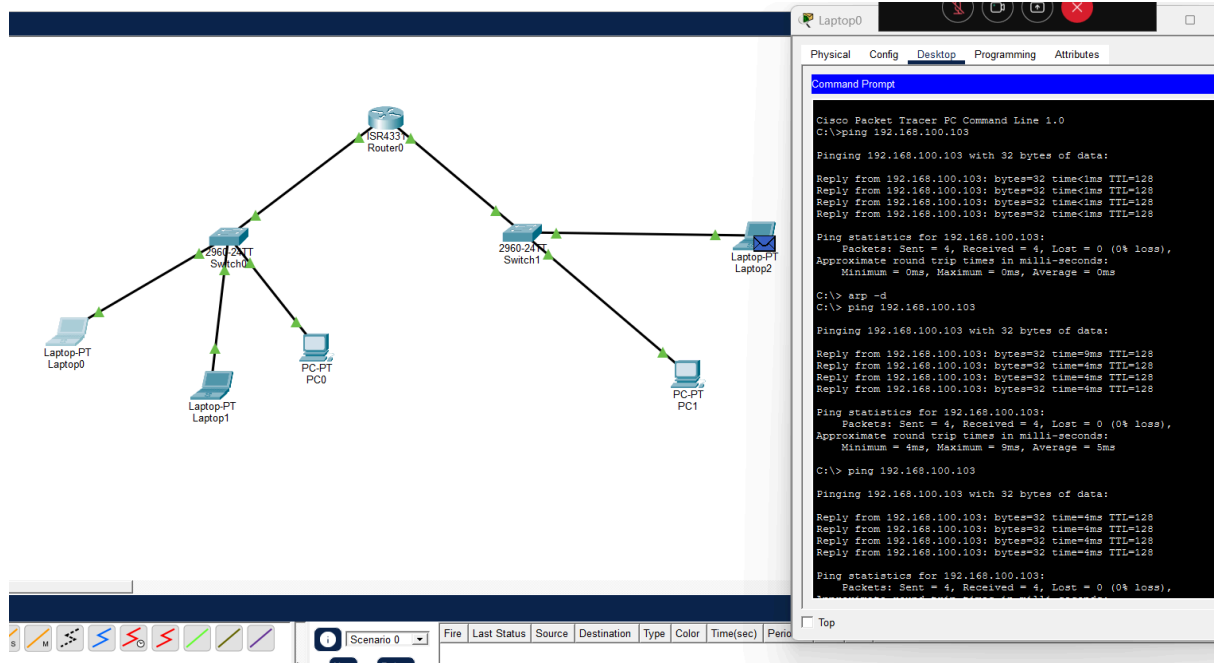 ISR4331
Router0
2960-24TT
Switch0
2960-24TT
Switch1
Laptop-PT
Laptop2
Laptop-PT
Laptop0
PC-PT
PC0
Laptop-PT
Laptop1
PC-PT
PC1
Laptop0
Physical Config Desktop Programming Attributes
Command Prompt
Cisco Packet Tracer PC Command Line 1.0
C:\>ping 192.168.100.103
Pinging 192.168.100.103 with 32 bytes of data:
Reply from 192.168.100.103: bytes=32 time<1ms TTL=128
Reply from 192.168.100.103: bytes=32 time<1ms TTL=128
Reply from 192.168.100.103: bytes=32 time<1ms TTL=128
Reply from 192.168.100.103: bytes=32 time<1ms TTL=128
Ping statistics for 192.168.100.103:
Packets: Sent = 4, Received = 4, Lost = 0 (0% loss),
Approximate round trip times in milli-seconds:
Minimum = 0ms, Maximum = 0ms, Average = 0ms
C:\> arp -d
C:\> ping 192.168.100.103
Pinging 192.168.100.103 with 32 bytes of data:
Reply from 192.168.100.103: bytes=32 time=9ms TTL=128
Reply from 192.168.100.103: bytes=32 time=4ms TTL=128
Reply from 192.168.100.103: bytes=32 time=4ms TTL=128
Reply from 192.168.100.103: bytes=32 time=4ms TTL=128
Ping statistics for 192.168.100.103:
Packets: Sent = 4, Received = 4, Lost = 0 (0% loss),
Approximate round trip times in milli-seconds:
Minimum = 4ms, Maximum = 9ms, Average = 5ms
C:\> ping 192.168.100.103
Pinging 192.168.100.103 with 32 bytes of data:
Reply from 192.168.100.103: bytes=32 time=4ms TTL=128
Reply from 192.168.100.103: bytes=32 time=4ms TTL=128
Reply from 192.168.100.103: bytes=32 time=4ms TTL=128
Reply from 192.168.100.103: bytes=32 time=4ms TTL=128
Ping statistics for 192.168.100.103:
Packets: Sent = 4, Received = 4, Lost = 0 (0% loss),
Top
Scenario 0
Fire Last Status Source Destination Type Color Time(sec) Perio